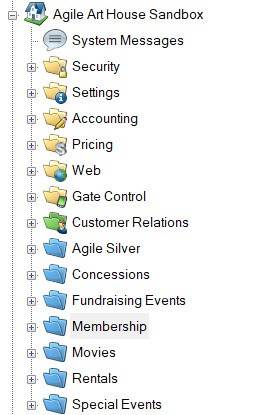 Agile Art House Sandbox
System Messages
Security
Settings
Accounting
Pricing
Web
Gate Control
Customer Relations
Agile Silver
Concessions
Fundraising Events
Membership
Movies
Rentals
Special Events